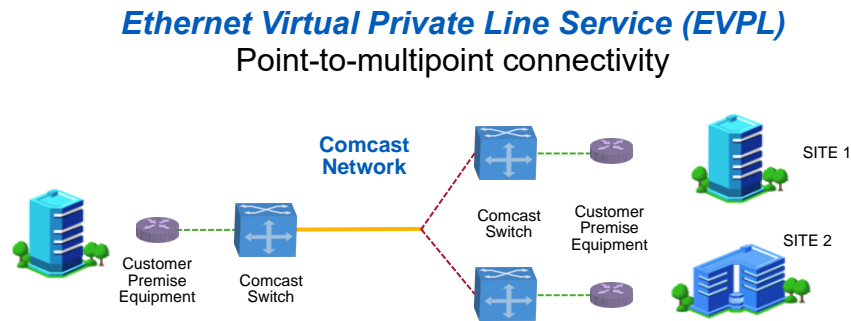 Ethernet Virtual Private Line Service (EVPL)
Point-to-multipoint connectivity
Comcast
Network
SITE 1
Comcast
Switch
Customer
Premise
Equipment
SITE 2
Customer
Premise
Equipment
Comcast
Switch